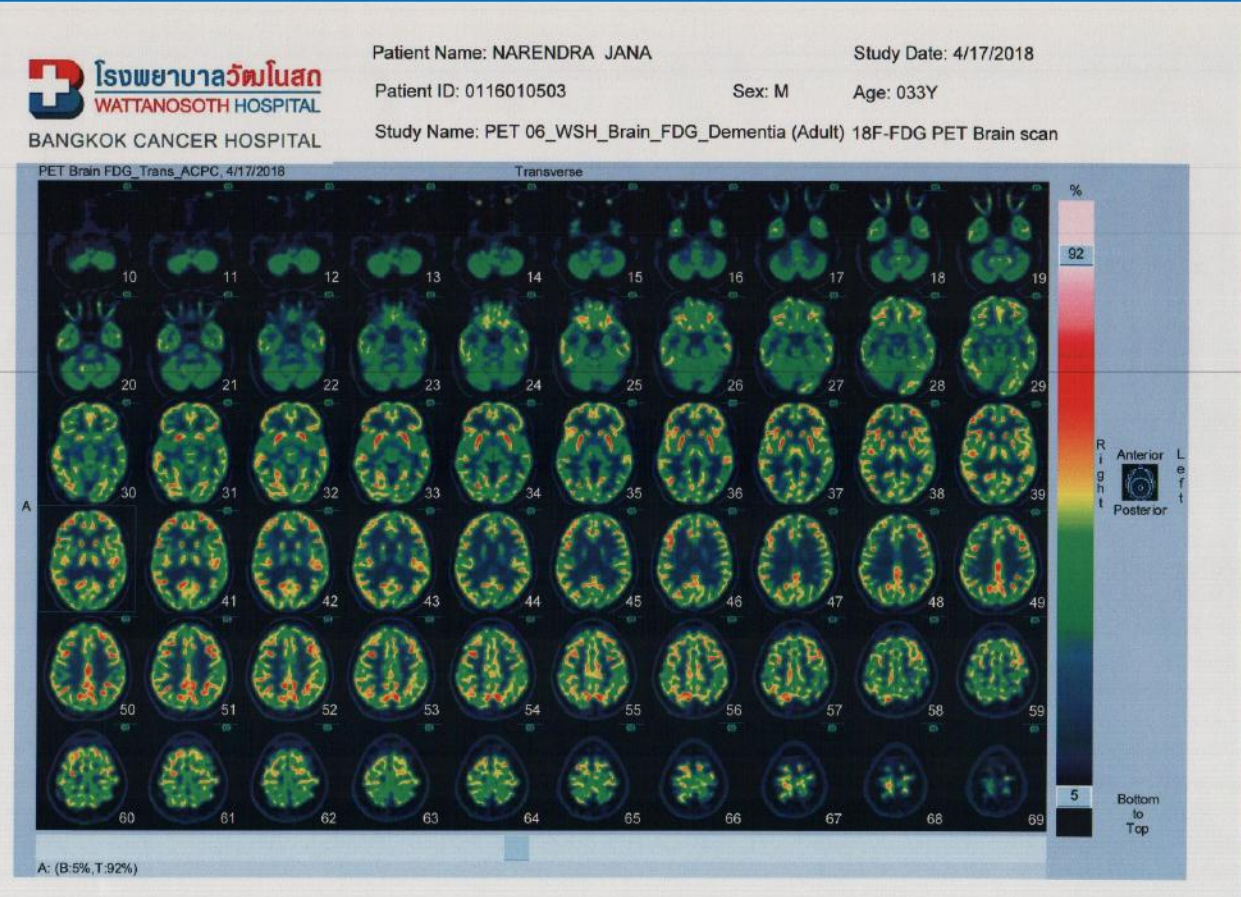 โรงพยาบาลวัฒโนสถ
WATTANOSOTH HOSPITAL
BANGKOK CANCER HOSPITAL
Patient Name: NARENDRA JANA
Study Date: 4/17/2018
Patient ID: 0116010503
Sex: M
Age: 033Y
Study Name: PET 06_WSH_Brain_FDG_Dementia (Adult) 18F-FDG PET Brain scan
PET Brain FDG_Trans_ACPC, 4/17/2018
Transverse
%
92
10 11 12 13 14 15 16 17 18 19
20 21 22 23 24 25 26 27 28 29
30 31 32 33 34 35 36 37 38 39
A
41 42 43 44 45 46 47 48 49
50 51 52 53 54 55 56 57 58 59
60 61 62 63 64 65 66 67 68 69
Right
Anterior
Left
Posterior
5
Bottom
to
Top
A: (B:5%,T:92%)